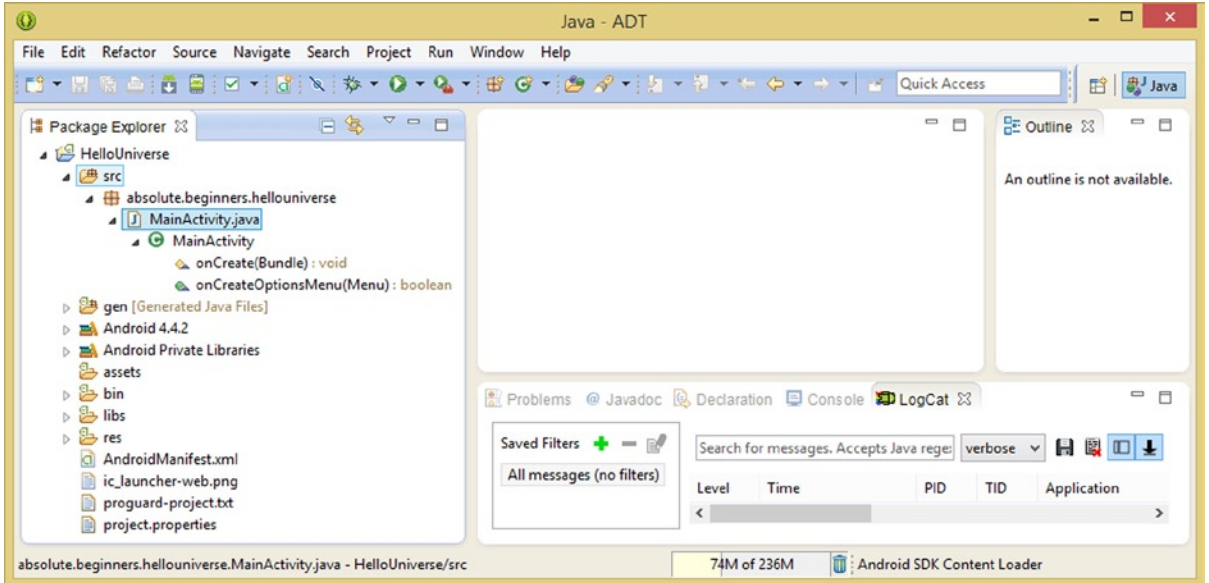 Java - ADT
File Edit Refactor Source Navigate Search Project Run Window Help
Quick Access
Java
Package Explorer
HelloUniverse
src
absolute.beginners.hellouniverse
MainActivity.java
MainActivity
onCreate(Bundle) : void
onCreateOptionsMenu(Menu) : boolean
gen [Generated Java Files]
Android 4.4.2
Android Private Libraries
assets
bin
libs
res
AndroidManifest.xml
ic_launcher-web.png
proguard-project.txt
project.properties
Outline
An outline is not available.
Problems @ Javadoc Declaration Console LogCat
Saved Filters
All messages (no filters)
Search for messages. Accepts Java rege: verbose
Level Time PID TID Application
absolute.beginners.hellouniverse.MainActivity.java - HelloUniverse/src
74M of 236M
Android SDK Content Loader